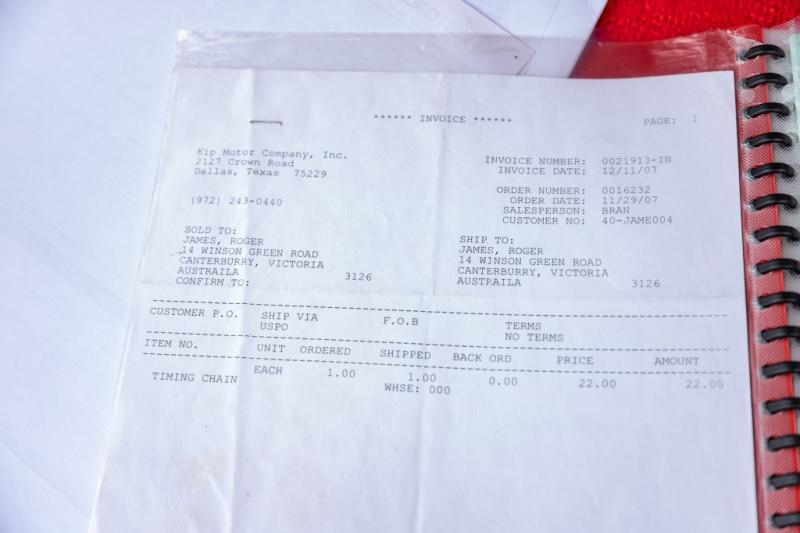 ****** INVOICE ******
PAGE: 1
Kip Motor Company, Inc.
2127 Crown Road
Dallas, Texas 75229
(972) 243-0440
INVOICE NUMBER: 0021913-IN
INVOICE DATE: 12/11/07
ORDER NUMBER: 0016232
ORDER DATE: 11/29/07
SALESPERSON: BRAN
CUSTOMER NO: 40-JAME004
SOLD TO:
JAMES, ROGER
14 WINSON GREEN ROAD
CANTERBURRY, VICTORIA
AUSTRAILA 3126
CONFIRM TO:
SHIP TO:
JAMES, ROGER
14 WINSON GREEN ROAD
CANTERBURRY, VICTORIA
AUSTRAILA 3126
CUSTOMER P.O. SHIP VIA F.O.B TERMS
USPO NO TERMS
ITEM NO. UNIT ORDERED SHIPPED BACK ORD PRICE AMOUNT
TIMING CHAIN EACH 1.00 1.00 0.00 22.00 22.00
WHSE: 000